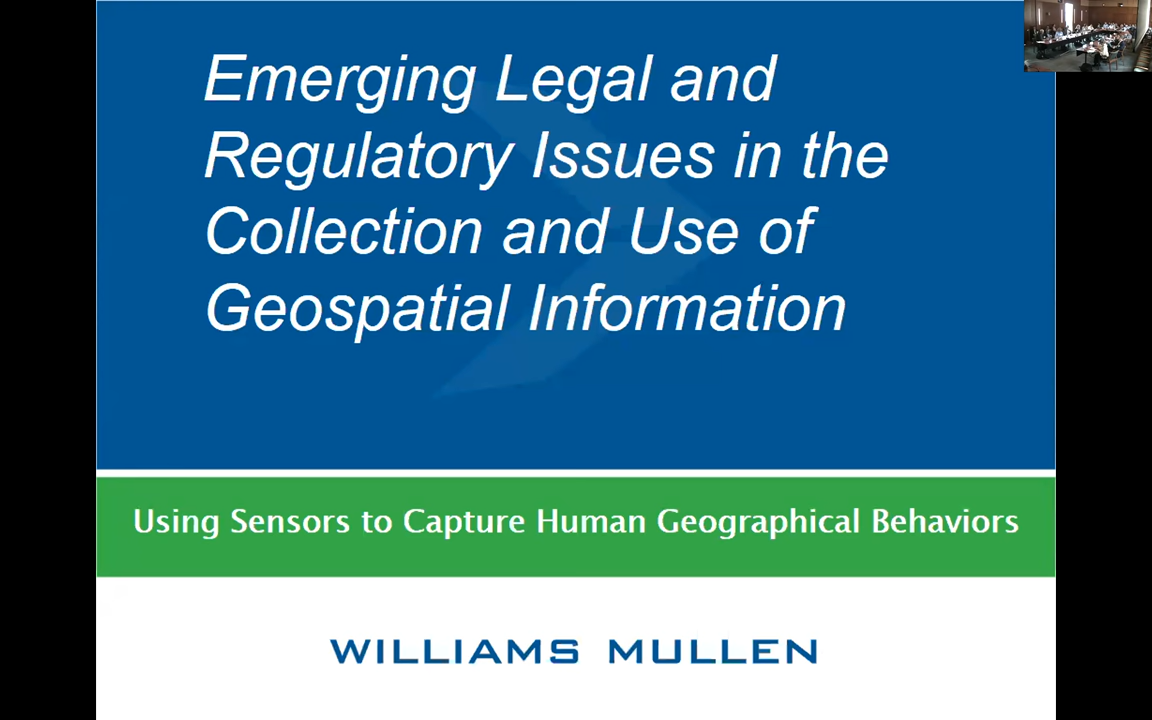 Emerging Legal and
Regulatory Issues in the
Collection and Use of
Geospatial Information
Using Sensors to Capture Human Geographical Behaviors
WILLIAMS MULLEN